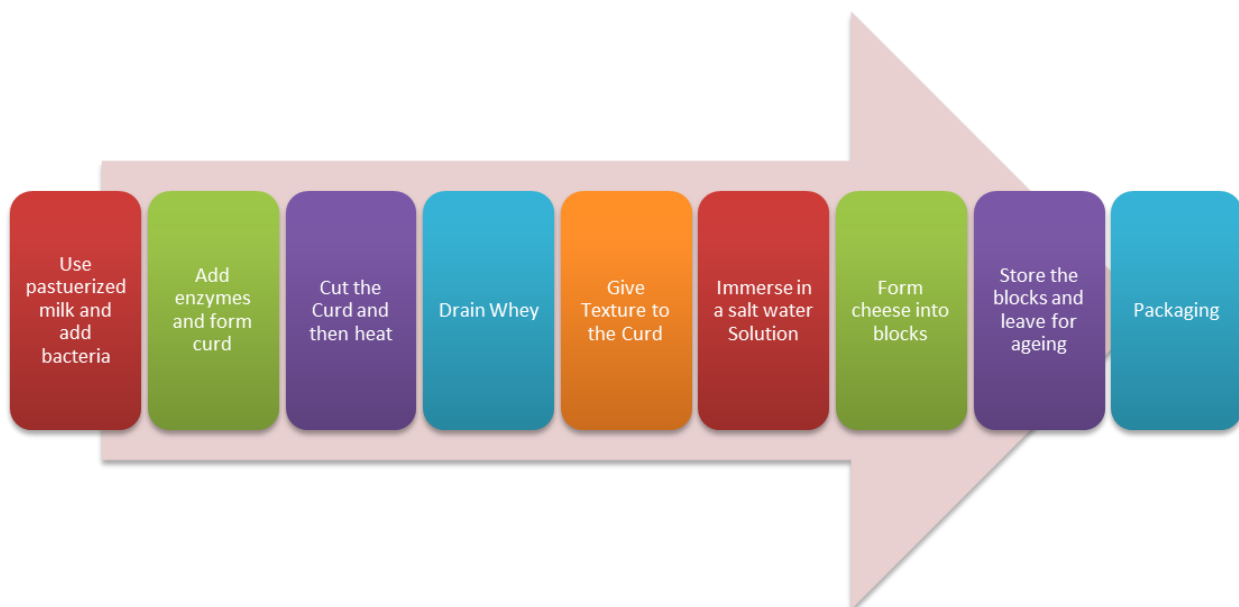 Use
pastuerized
milk and
add
bacteria
Add
enzymes
and form
curd
Cut the
Curd and
then heat
Drain Whey
Give
Texture to
the Curd
Immerse in
a salt water
Solution
Form
cheese into
blocks
Store the
blocks and
leave for
ageing
Packaging